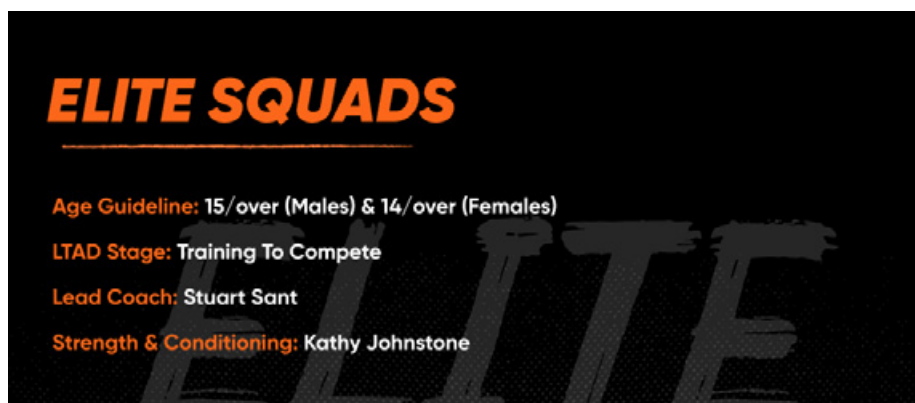 ELITE SQUADS
Age Guideline: 15/over (Males) & 14/over (Females)
LTAD Stage: Training To Compete
Lead Coach: Stuart Sant
Strength & Conditioning: Kathy Johnstone
ELITE